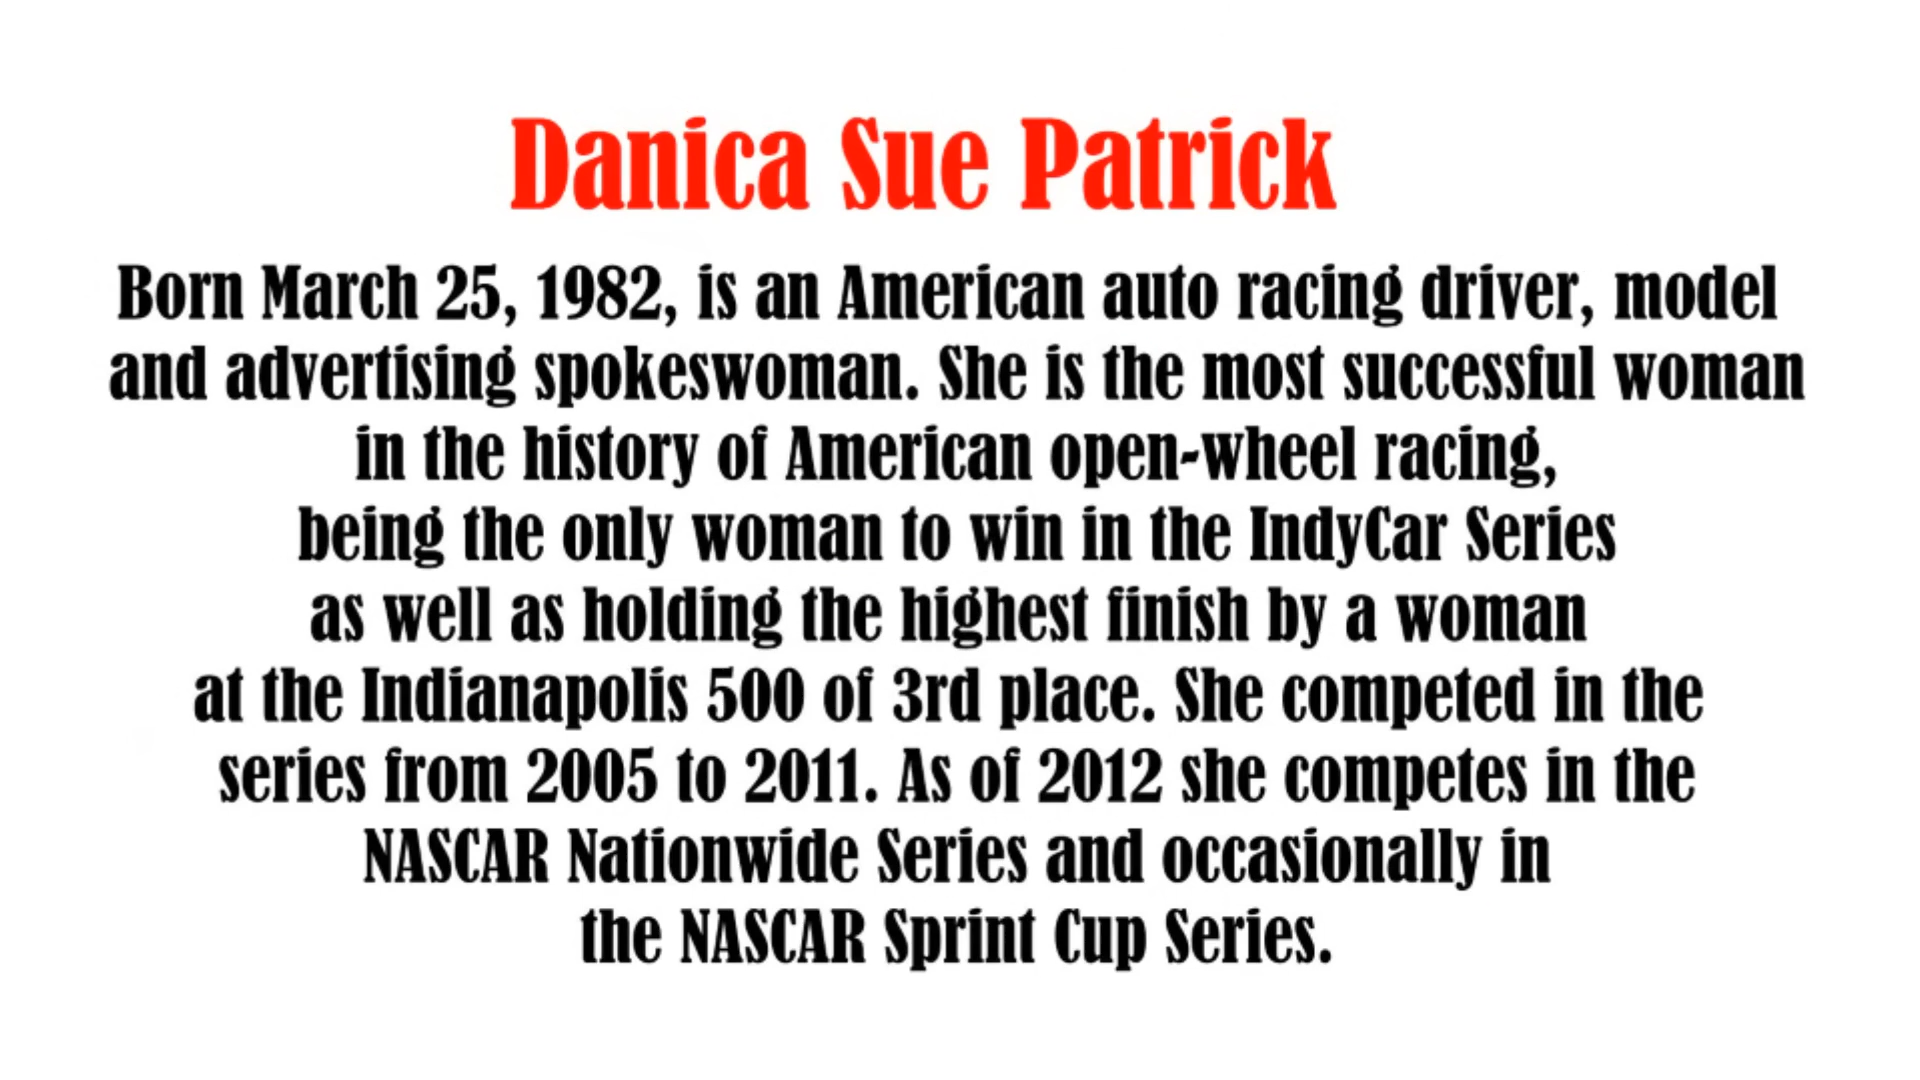 Danica Sue Patrick
Born March 25, 1982, is an American auto racing driver, model
and advertising spokeswoman. She is the most successful woman
in the history of American open-wheel racing,
being the only woman to win in the IndyCar Series
as well as holding the highest finish by a woman
at the Indianapolis 500 of 3rd place. She competed in the
series from 2005 to 2011. As of 2012 she competes in the
NASCAR Nationwide Series and occasionally in
the NASCAR Sprint Cup Series.